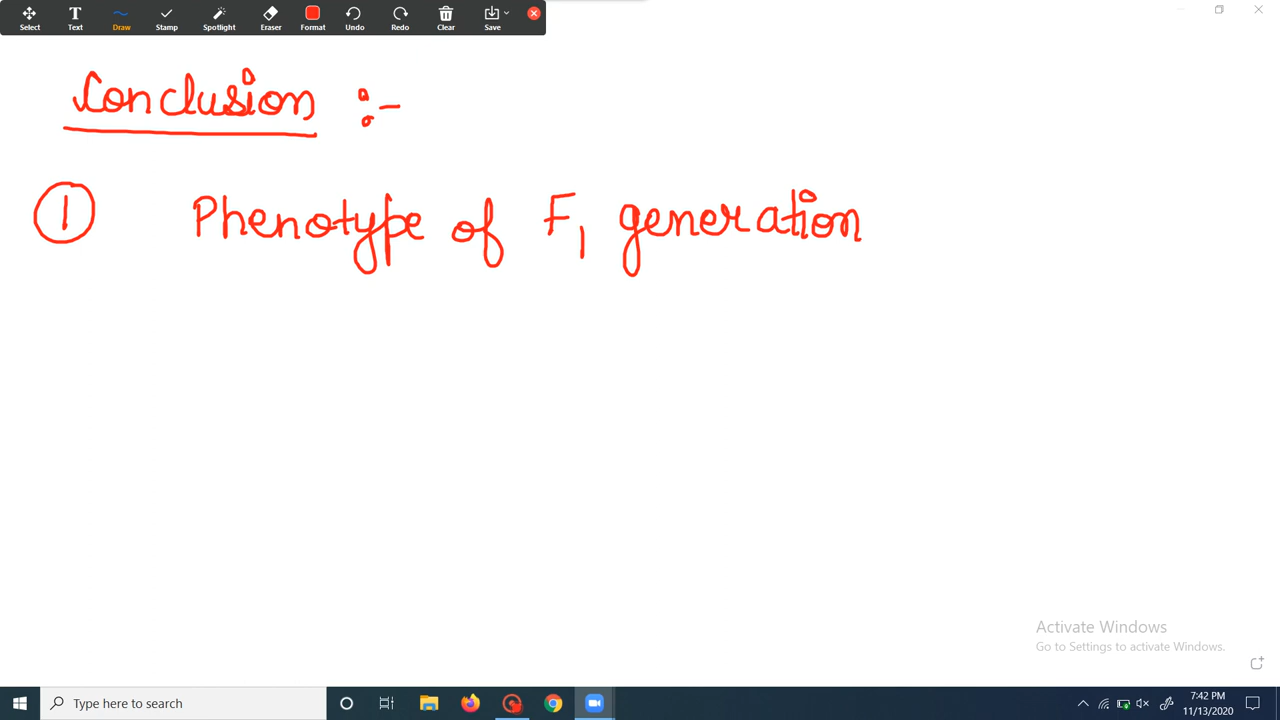 Select Text Draw Stamp Spotlight Eraser Format Undo Redo Clear Save
Conclusion :-
1 Phenotype of F1 generation
Activate Windows
Go to Settings to activate Windows.
Type here to search
7:42 PM
11/13/2020